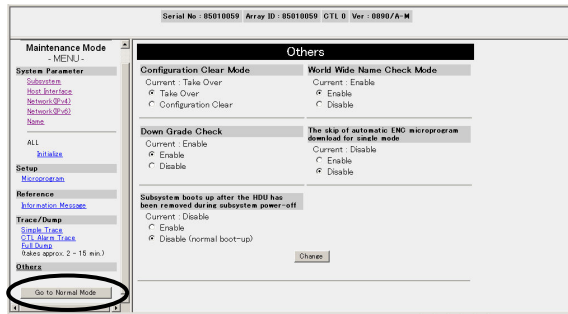 Serial No : 85010059 Array ID : 85010059 CTL 0 Ver : 0890/A-M
Maintenance Mode
- MENU -
System Parameter
Subsystem
Host Interface
Network(IPv4)
Network(IPv6)
Name
ALL
Initialize
Setup
Microprogram
Reference
Information Message
Trace/Dump
Simple Trace
CTL Alarm Trace
Full Dump
(takes approx. 2 - 15 min.)
Others
Go to Normal Mode
Others
Configuration Clear Mode
Current : Take Over
Take Over
Configuration Clear
World Wide Name Check Mode
Current : Enable
Enable
Disable
Down Grade Check
Current : Enable
Enable
Disable
The skip of automatic ENC microprogram
download for single mode
Current : Disable
Enable
Disable
Subsystem boots up after the HDU has
been removed during subsystem power-off
Current : Disable
Enable
Disable (normal boot-up)
Change